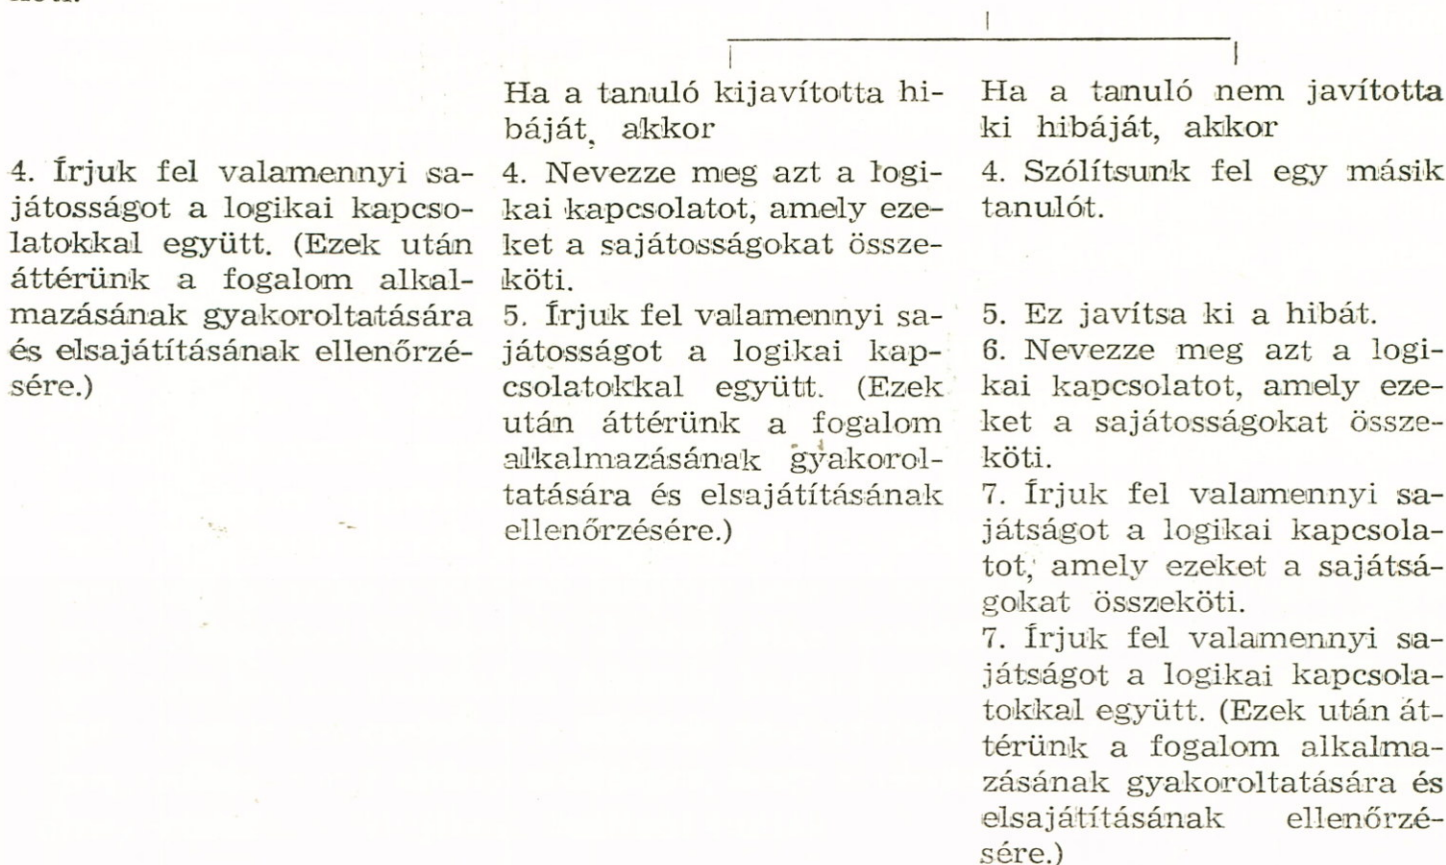 Ha a tanuló kijavította hi-
báját, akkor
Ha a tanuló nem javította
ki hibáját, akkor
4. Írjuk fel valamennyi sa-
játosságot a logikai kapcso-
latokkal együtt. (Ezek után
áttérünk a fogalom alkal-
mazásának gyakoroltatására
és elsajátításának ellenőrzé-
sére.)
4. Nevezze meg azt a logi-
kai kapcsolatot, amely eze-
ket a sajátosságokat össze-
köti.
5. Írjuk fel valamennyi sa-
játosságot a logikai kap-
csolatokkal együtt. (Ezek
után áttérünk a fogalom
alkalmazásának gyakorol-
tatására és elsajátításának
ellenőrzésére.)
4. Szólítsunk fel egy másik
tanulót.
5. Ez javítsa ki a hibát.
6. Nevezze meg azt a logi-
kai kapcsolatot, amely eze-
ket a sajátosságokat össze-
köti.
7. Írjuk fel valamennyi sa-
játságot a logikai kapcsola-
tot, amely ezeket a sajátsá-
gokat összeköti.
7. Írjuk fel valamennyi sa-
játságot a logikai kapcsola-
tokkal együtt. (Ezek után át-
térünk a fogalom alkalma-
zásának gyakoroltatására és
elsajátításának ellenőrzé-
sére.)